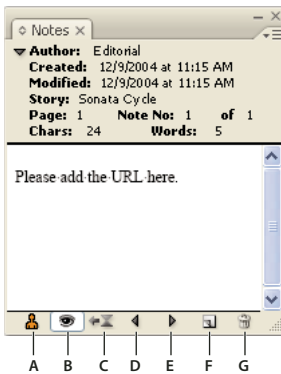 Notes
Author: Editorial
Created: 12/9/2004 at 11:15 AM
Modified: 12/9/2004 at 11:15 AM
Story: Sonata Cycle
Page: 1 Note No: 1 of 1
Chars: 24 Words: 5
Please add the URL here.
A B C D E F G